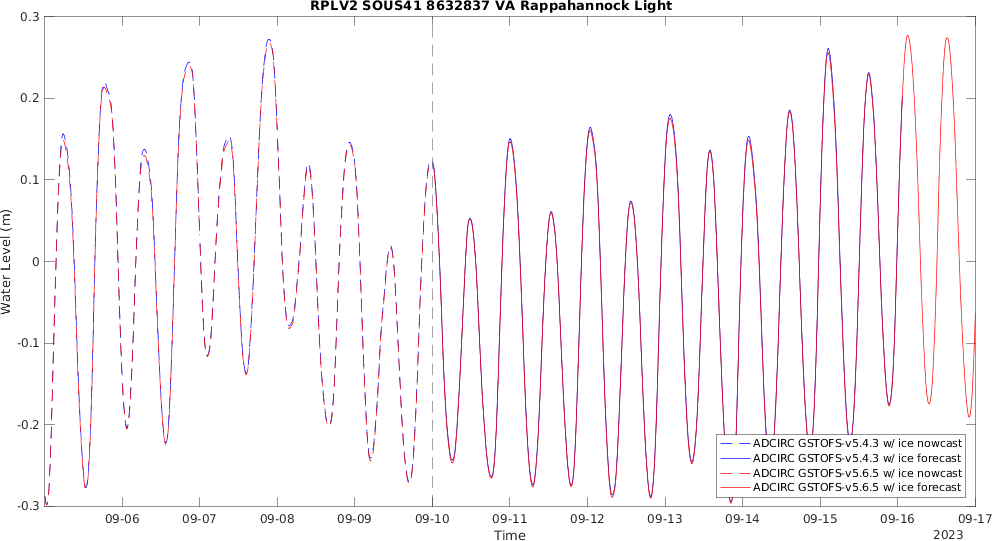 RPLV2 SOUS41 8632837 VA Rappahannock Light
0.3
0.2
0.1
0
-0.1
-0.2
-0.3
Water Level (m)
ADCIRC GSTOFS-v5.4.3 w/ ice nowcast
ADCIRC GSTOFS-v5.4.3 w/ ice forecast
ADCIRC GSTOFS-v5.6.5 w/ ice nowcast
ADCIRC GSTOFS-v5.6.5 w/ ice forecast
09-06 09-07 09-08 09-09 09-10 09-11 09-12 09-13 09-14 09-15 09-16 09-17
Time
2023